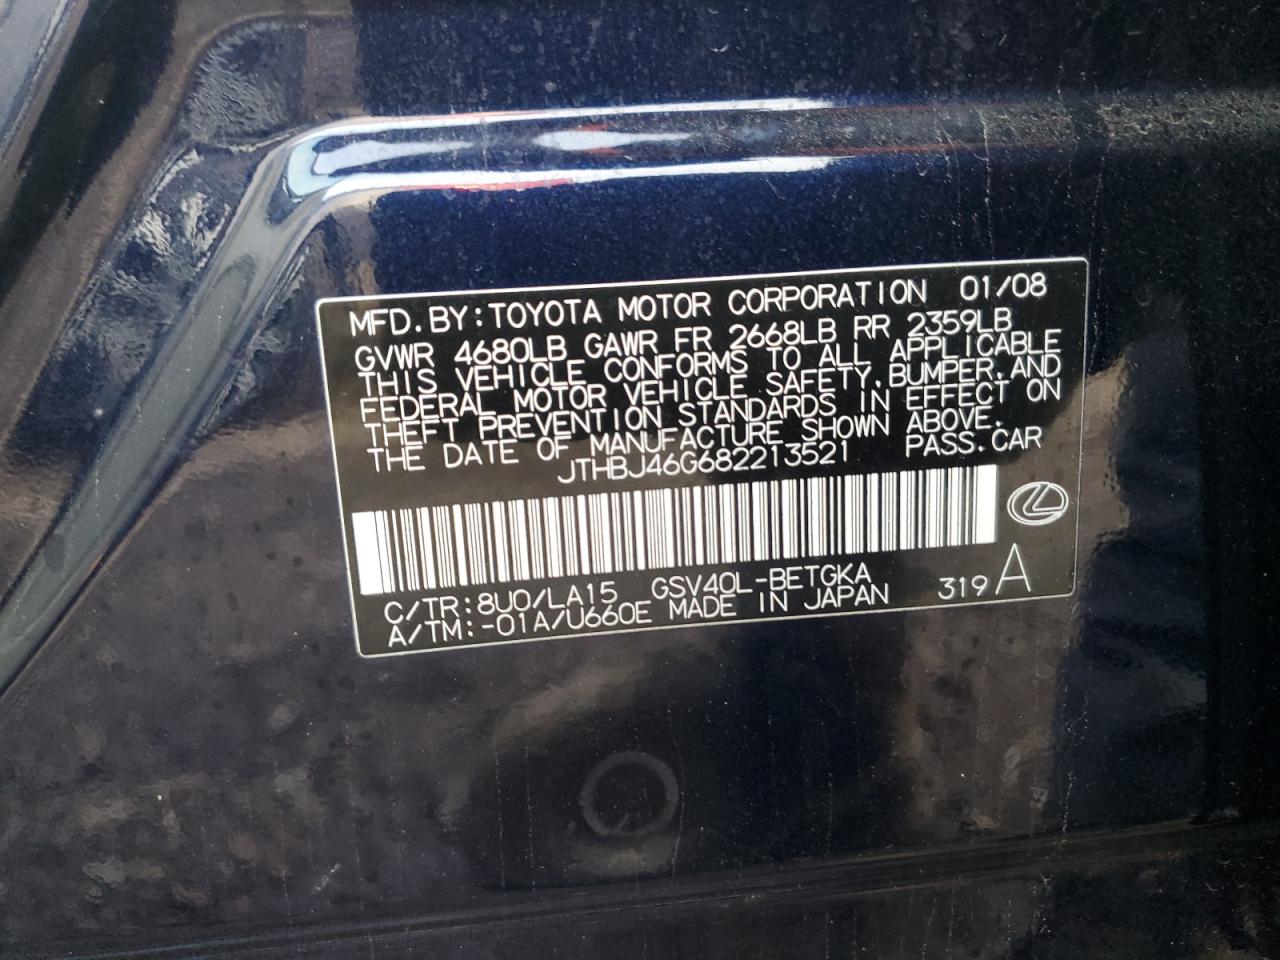 MFD.BY:TOYOTA MOTOR CORPORATION 01/08
GVWR 4680LB GAWR FR 2668LB RR 2359LB
THIS VEHICLE CONFORMS TO ALL APPLICABLE
FEDERAL MOTOR VEHICLE SAFETY,BUMPER,AND
THEFT PREVENTION STANDARDS IN EFFECT ON
THE DATE OF MANUFACTURE SHOWN ABOVE.
JTHBJ46G682213521 PASS.CAR
C/TR:8U0/LA15 GSV40L-BETGKA
A/TM:-01A/U660E MADE IN JAPAN 319 A